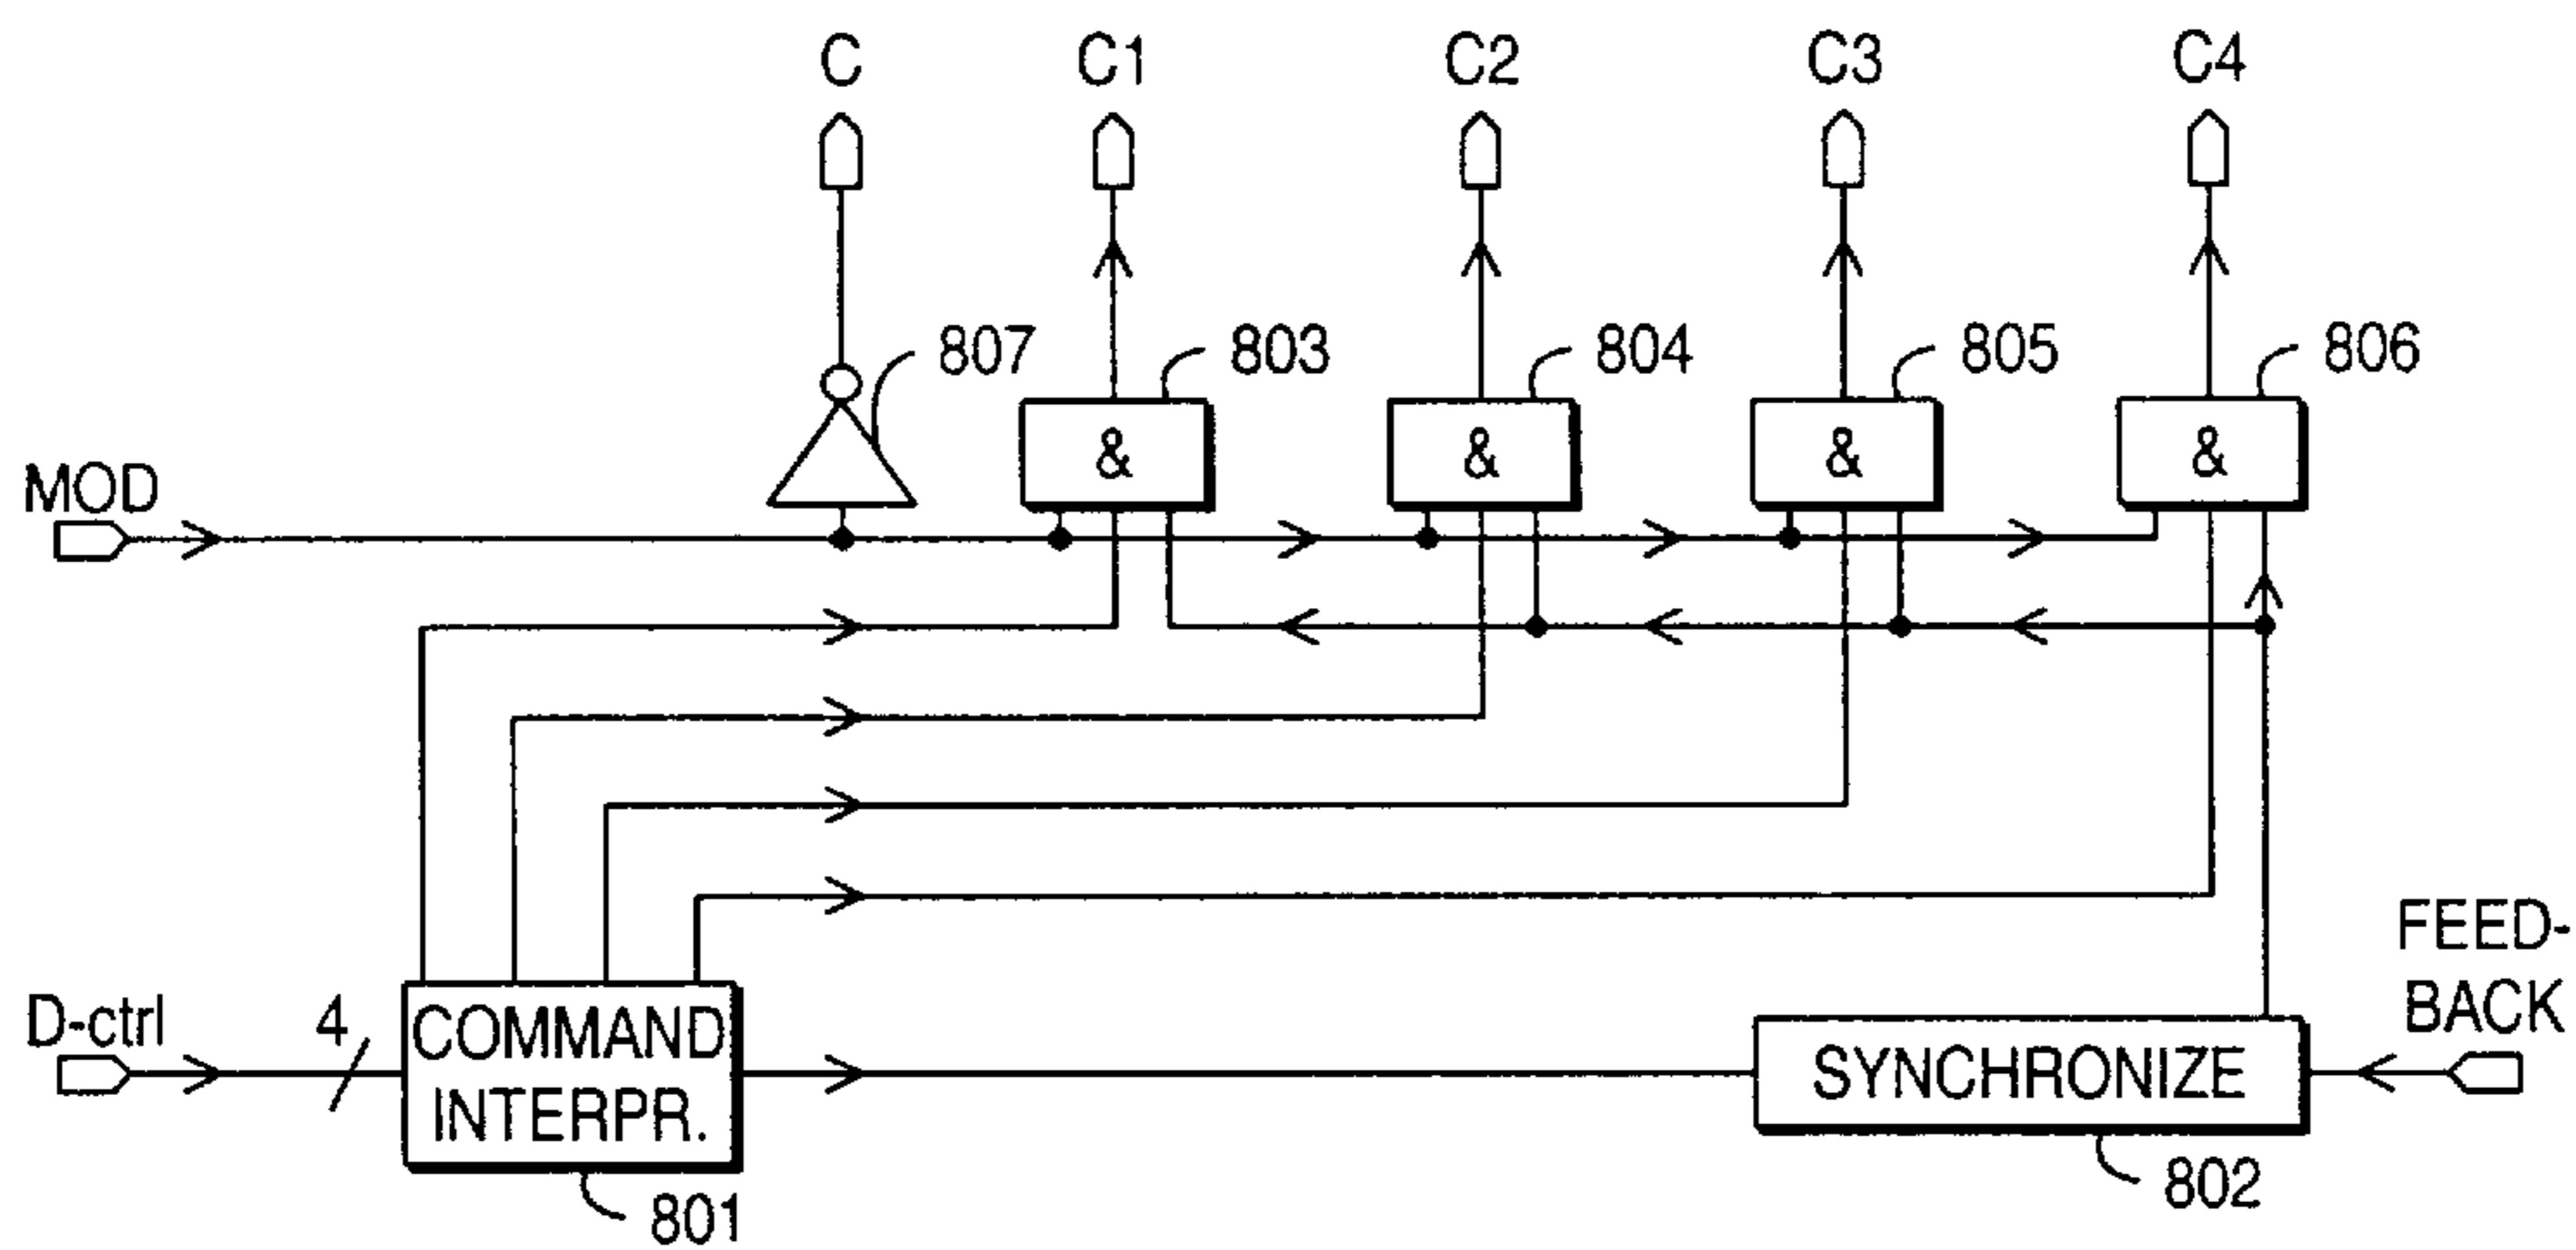 C C1 C2 C3 C4
807 803 804 805 806
& & & &
MOD
FEED-
BACK
D-ctrl 4
COMMAND
INTERPR.
SYNCHRONIZE
801 802